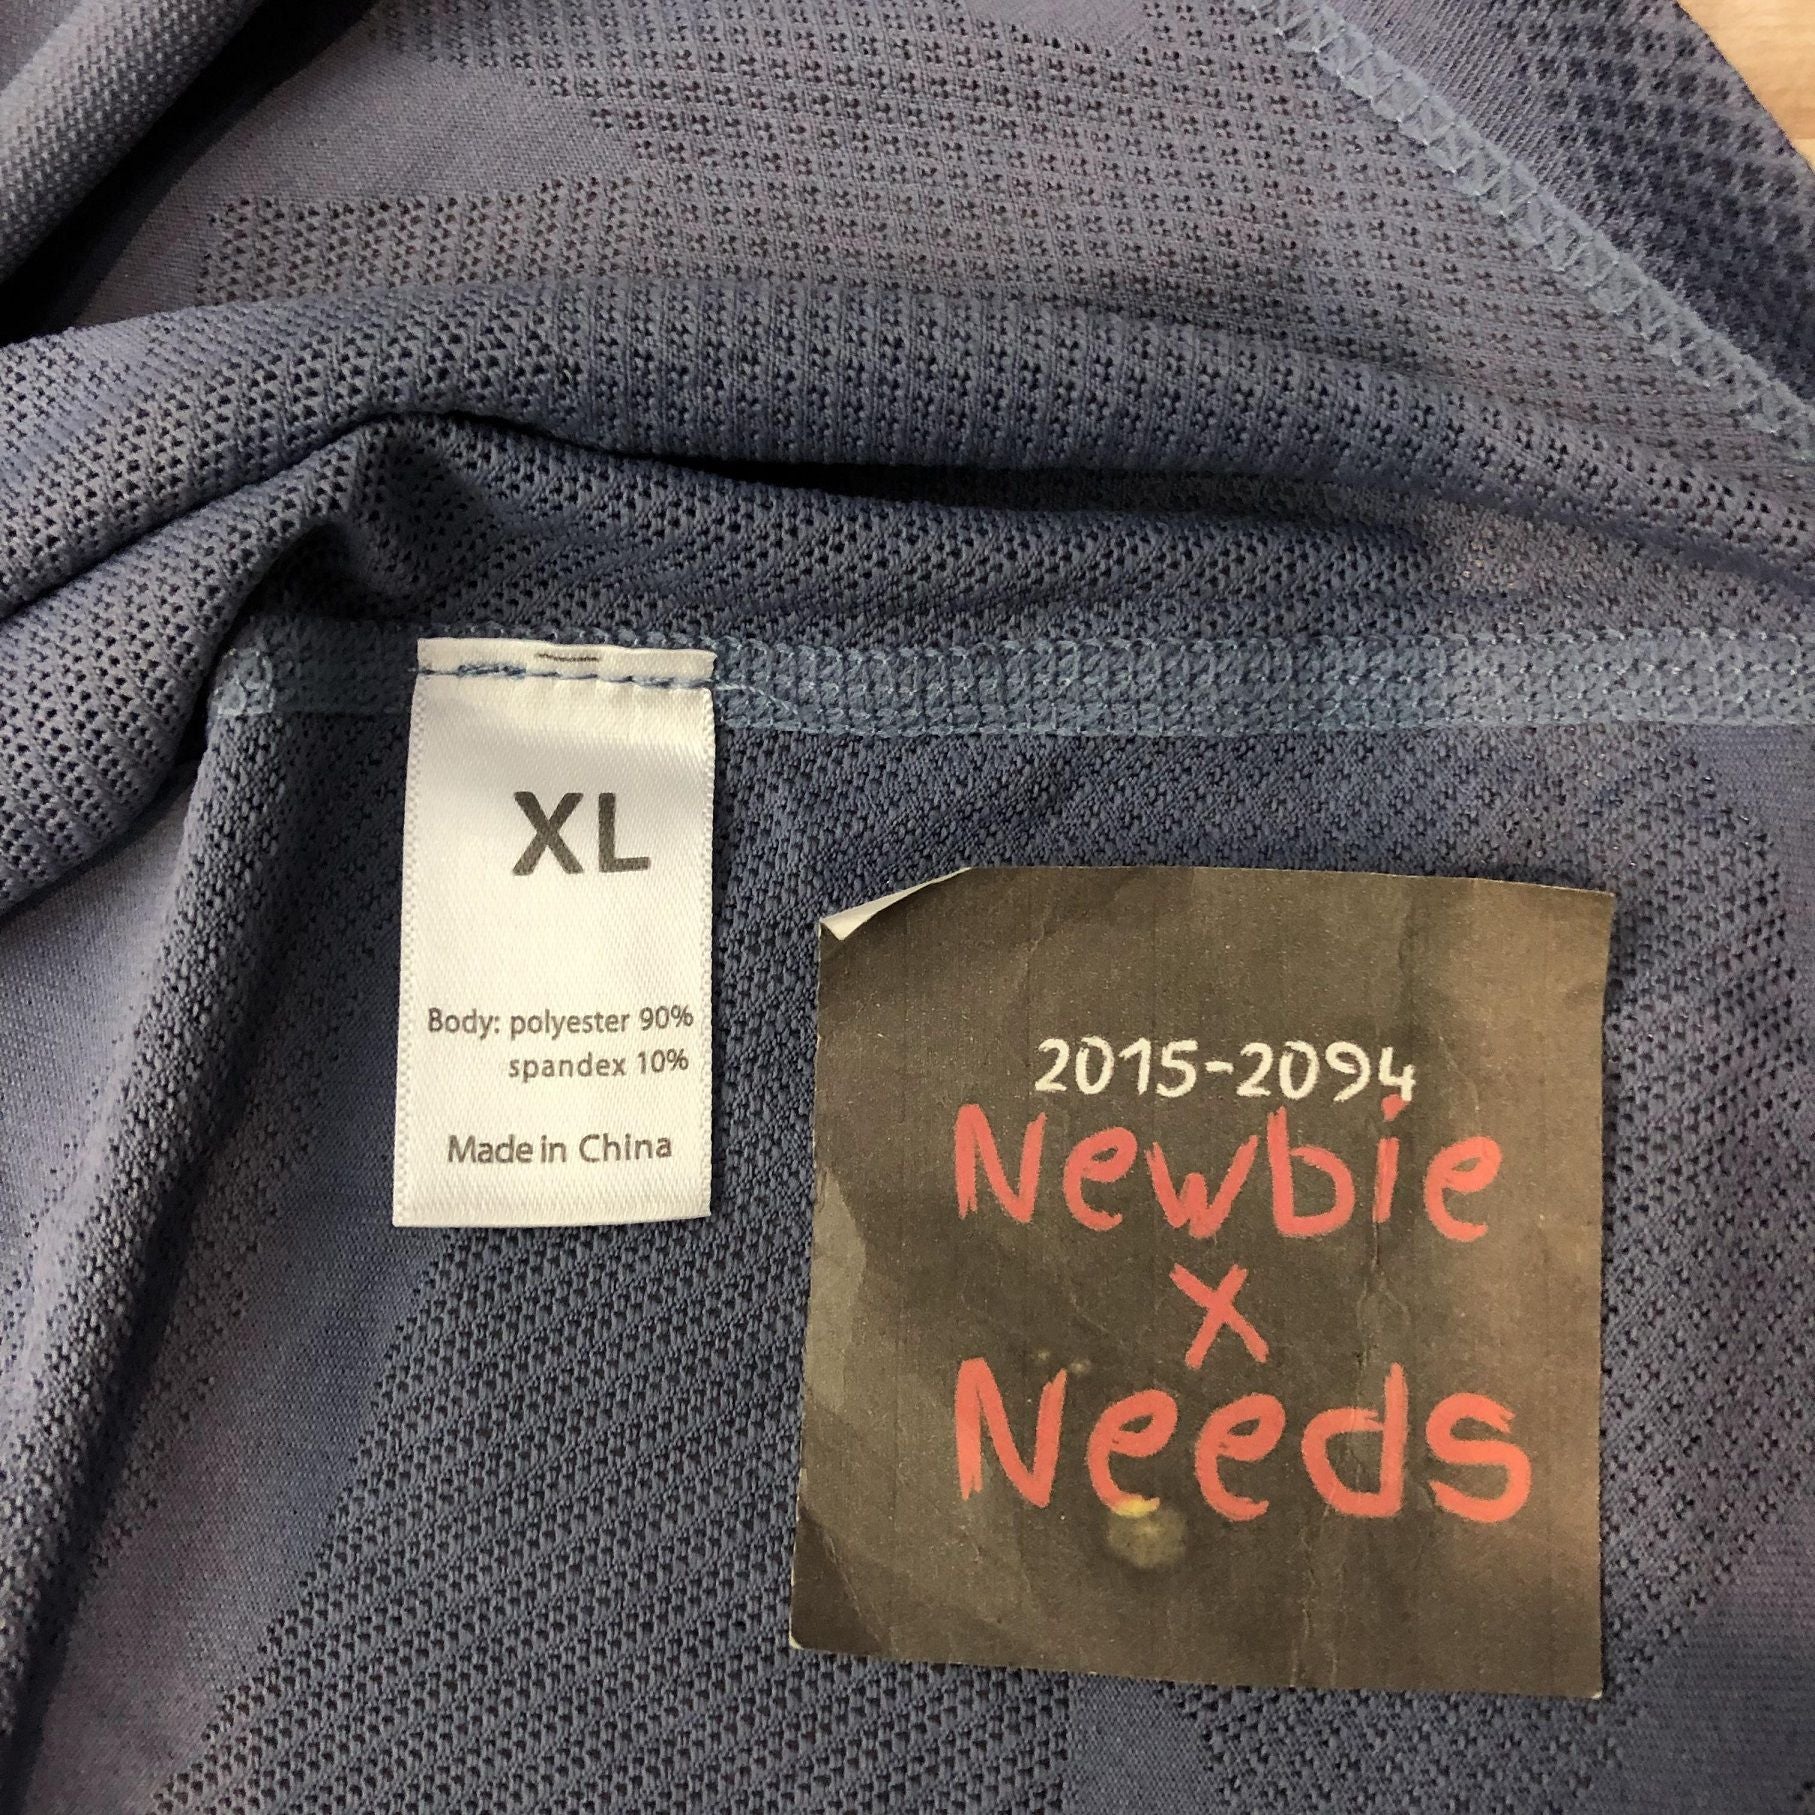 XL
Body: polyester 90%
spandex 10%
Made in China
2015-2094
Newbie
x
Needs